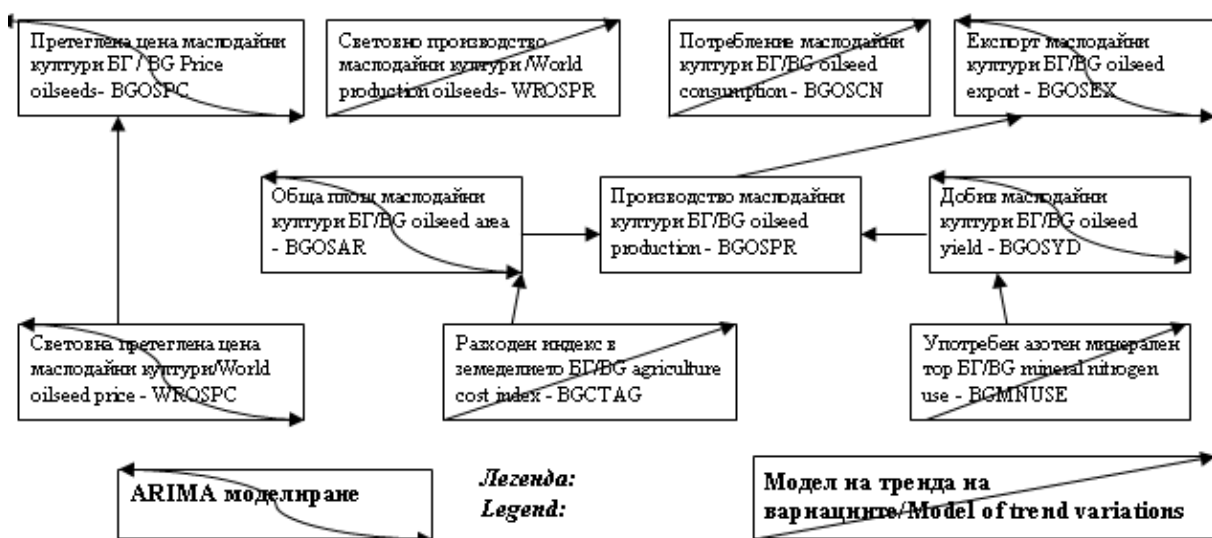 Претеглена цена маслодайни
култури БГ / BG Price
oilseeds- BGOSPC
Световно производство
маслодайни култури /World
production oilseeds- WROSPR
Потребление маслодайни
култури БГ/BG oilseed
consumption - BGOSCN
Експорт маслодайни
култури БГ/BG oilseed
export - BGOSEX
Обща площ маслодайни
култури БГ/BG oilseed area
- BGOSAR
Производство маслодайни
култури БГ/BG oilseed
production - BGOSPR
Добив маслодайни
култури БГ/BG oilseed
yield - BGOSYD
Световна претеглена цена
маслодайни култури/World
oilseed price - WROSPC
Разходен индекс в
земеделието БГ/BG agriculture
cost index - BGCTAG
Употребен азотен минерален
тор БГ/BG mineral nitrogen
use - BGMNUSE
ARIMA моделиране
Легенда:
Legend:
Модел на тренда на
вариациите/Model of trend variations